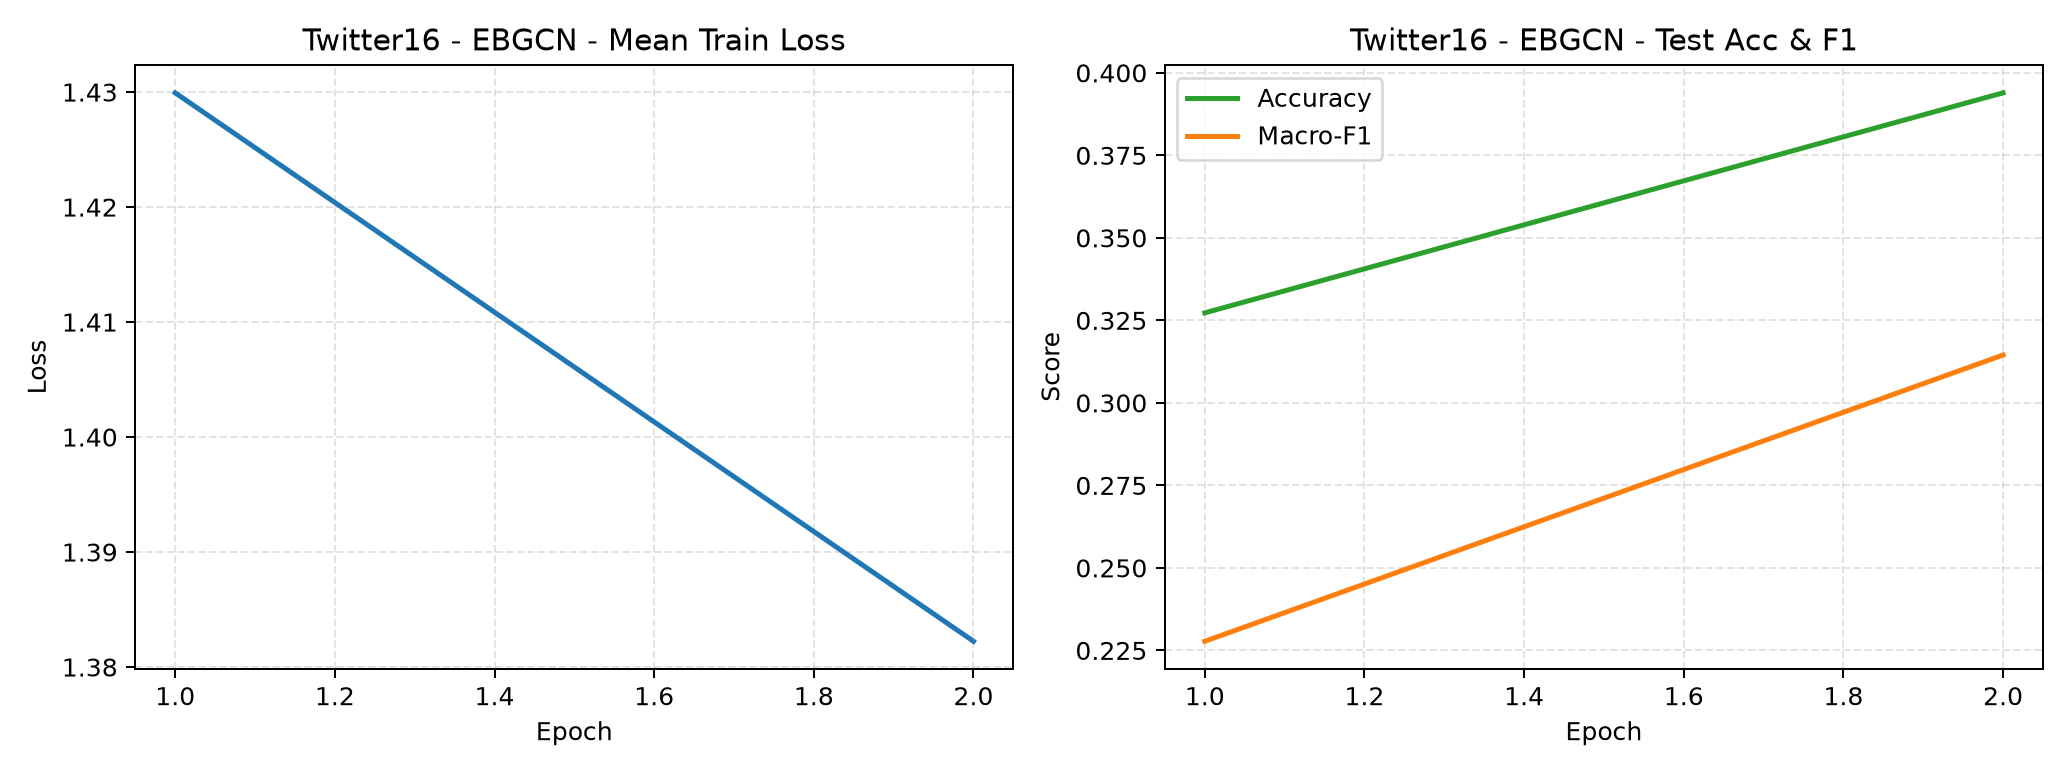 Twitter16 - EBGCN - Mean Train Loss
1.43
1.42
1.41
1.40
1.39
1.38
Loss
1.0 1.2 1.4 1.6 1.8 2.0
Epoch
Twitter16 - EBGCN - Test Acc & F1
Accuracy
Macro-F1
0.400
0.375
0.350
0.325
0.300
0.275
0.250
0.225
Score
1.0 1.2 1.4 1.6 1.8 2.0
Epoch